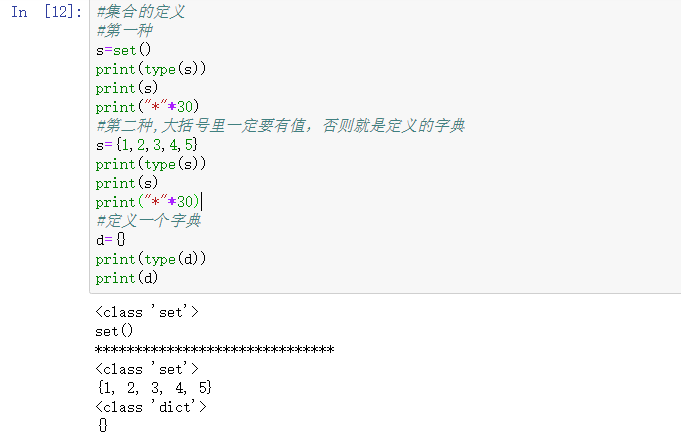 In [12]:
#集合的定义
#第一种
s=set()
print(type(s))
print(s)
print("*"*30)
#第二种,大括号里一定要有值，否则就是定义的字典
s={1,2,3,4,5}
print(type(s))
print(s)
print("*"*30)
#定义一个字典
d={}
print(type(d))
print(d)
<class 'set'>
set()
******************************
<class 'set'>
{1, 2, 3, 4, 5}
<class 'dict'>
{}